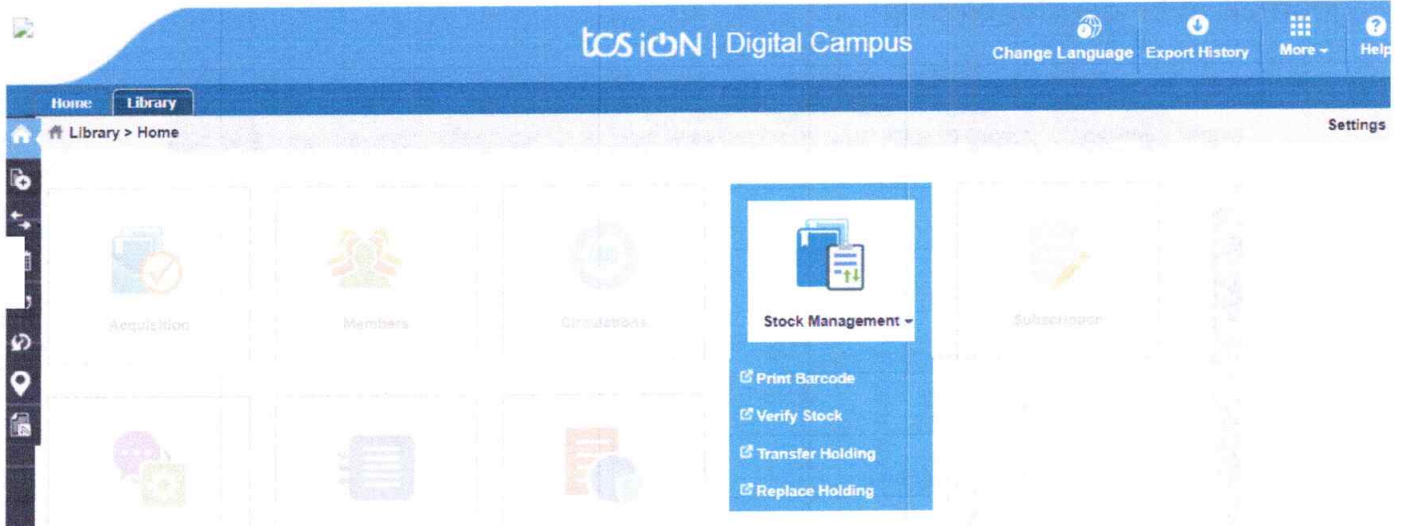 tcs iON | Digital Campus
Change Language
Export History
More
Help
Home
Library
Library > Home
Settings
Acquisition
Members
Circulations
Stock Management
Subscription
Print Barcode
Verify Stock
Transfer Holding
Replace Holding